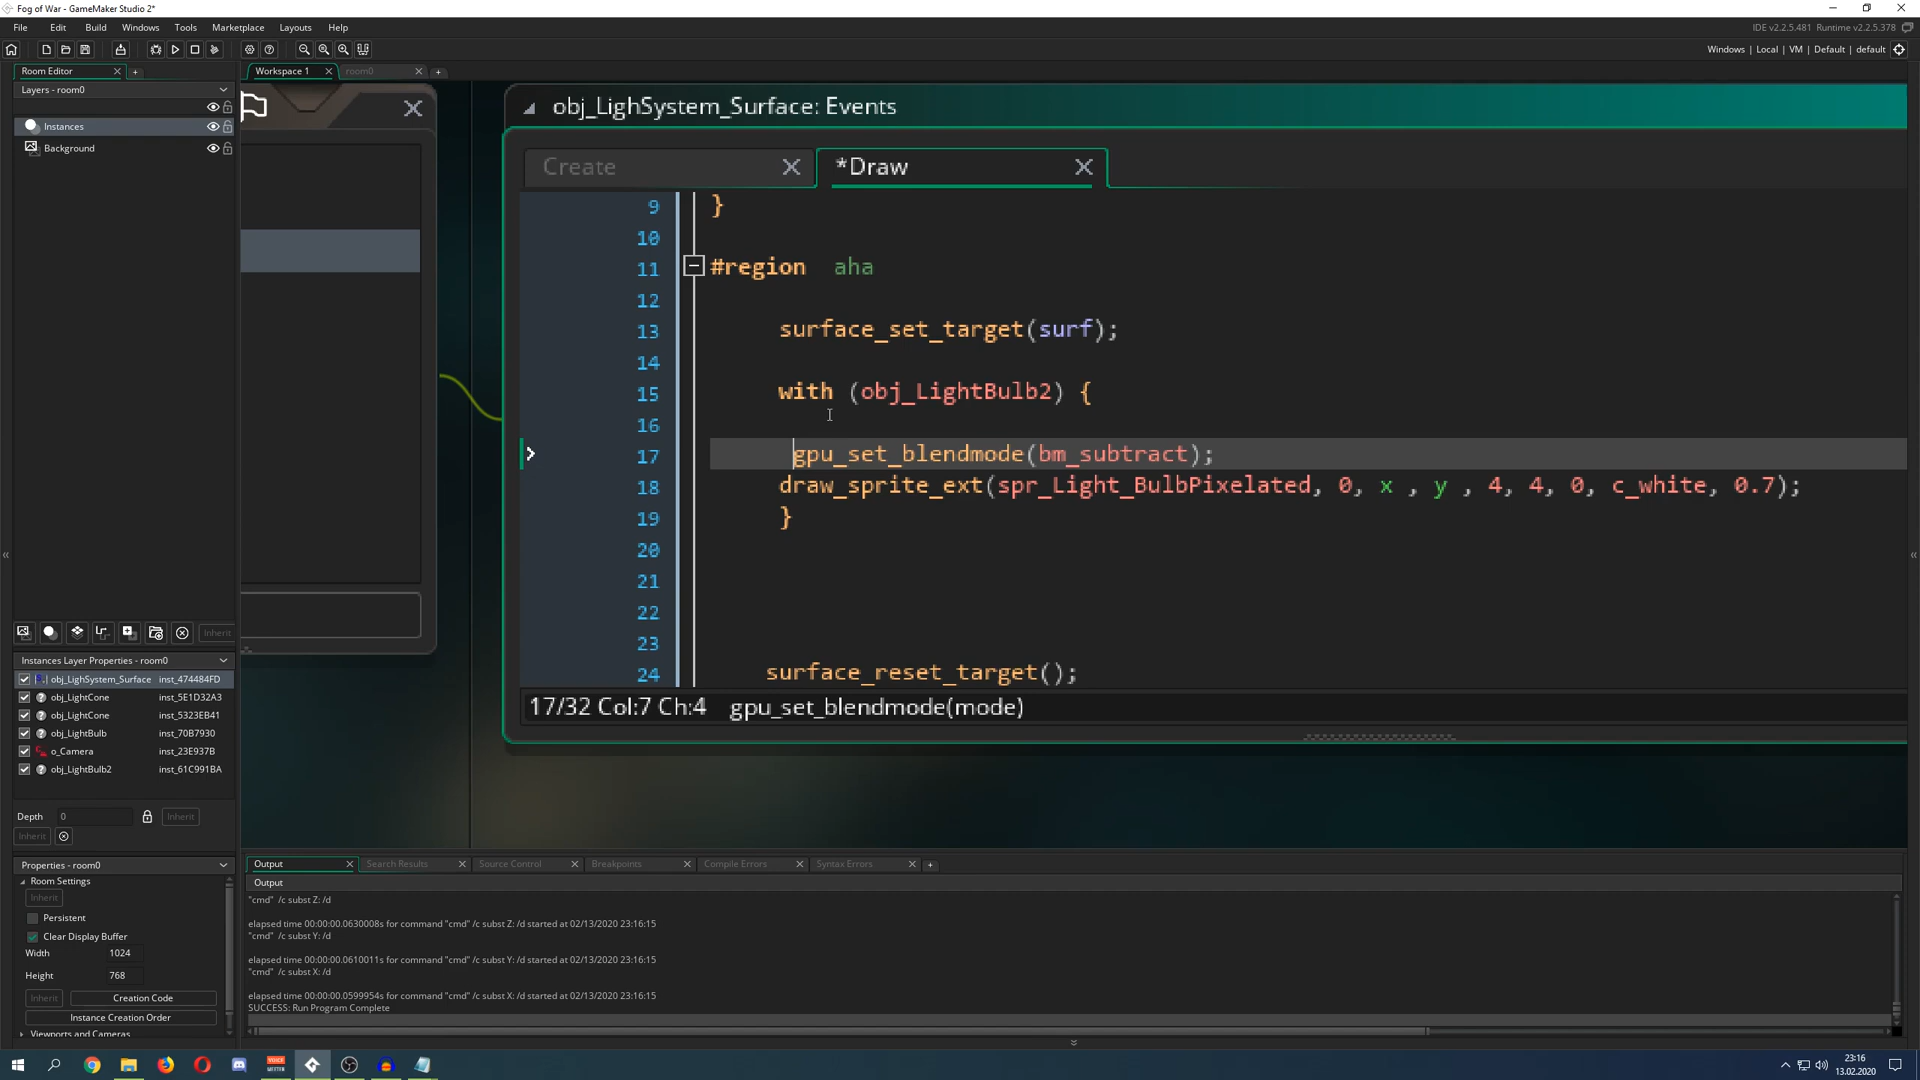 Fog of War - GameMaker Studio 2*
File Edit Build Windows Tools Marketplace Layouts Help
IDE v2.2.5.481 Runtime v2.2.5.378
Windows | Local | VM | Default | default
Room Editor
Workspace 1
room0
Layers - room0
Instances
Background
obj_LighSystem_Surface: Events
Create
*Draw
9 }
10
11 #region aha
12
13 surface_set_target(surf);
14
15 with (obj_LightBulb2) {
16
17 gpu_set_blendmode(bm_subtract);
18 draw_sprite_ext(spr_Light_BulbPixelated, 0, x , y , 4, 4, 0, c_white, 0.7);
19 }
20
21
22
23
24 surface_reset_target();
17/32 Col:7 Ch:4 gpu_set_blendmode(mode)
Inherit
Instances Layer Properties - room0
obj_LighSystem_Surface inst_474484FD
obj_LightCone inst_5E1D32A3
obj_LightCone inst_5323EB41
obj_LightBulb inst_70B7930
o_Camera inst_23E937B
obj_LightBulb2 inst_61C991BA
Depth 0 Inherit
Inherit
Properties - room0
Room Settings
Inherit
Persistent
Clear Display Buffer
Width 1024
Height 768
Inherit Creation Code
Instance Creation Order
Viewports and Cameras
Output Search Results Source Control Breakpoints Compile Errors Syntax Errors
Output
"cmd" /c subst Z: /d
elapsed time 00:00:00.0630008s for command "cmd" /c subst Z: /d started at 02/13/2020 23:16:15
"cmd" /c subst Y: /d
elapsed time 00:00:00.0610011s for command "cmd" /c subst Y: /d started at 02/13/2020 23:16:15
"cmd" /c subst X: /d
elapsed time 00:00:00.0599954s for command "cmd" /c subst X: /d started at 02/13/2020 23:16:15
SUCCESS: Run Program Complete
23:16
13.02.2020